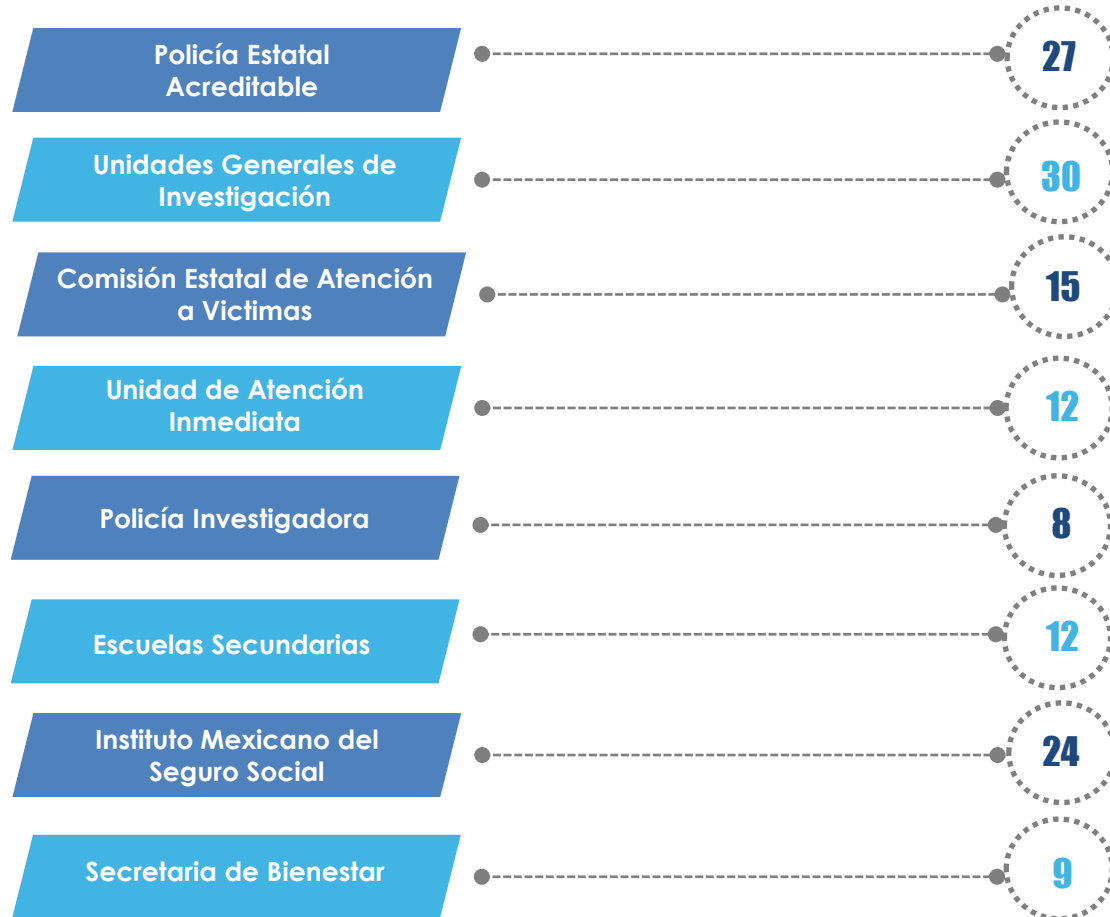 Policía Estatal
Acreditable
27
Unidades Generales de
Investigación
30
Comisión Estatal de Atención
a Victimas
15
Unidad de Atención
Inmediata
12
Policía Investigadora
8
Escuelas Secundarias
12
Instituto Mexicano del
Seguro Social
24
Secretaria de Bienestar
9